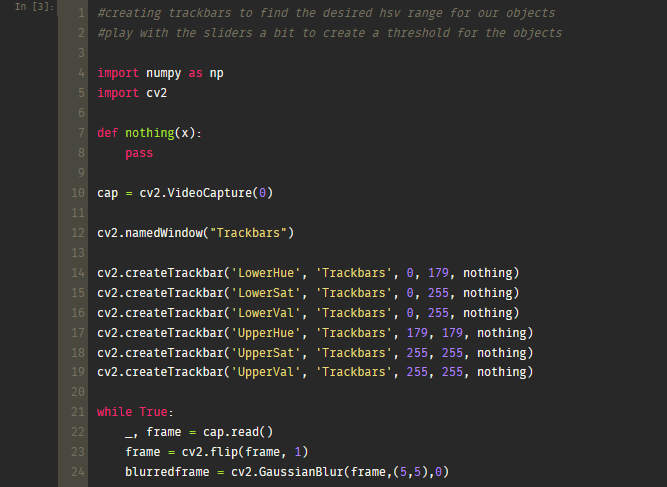 In [3]:
1 #creating trackbars to find the desired hsv range for our objects
2 #play with the sliders a bit to create a threshold for the objects
3
4 import numpy as np
5 import cv2
6
7 def nothing(x):
8     pass
9
10 cap = cv2.VideoCapture(0)
11
12 cv2.namedWindow("Trackbars")
13
14 cv2.createTrackbar('LowerHue', 'Trackbars', 0, 179, nothing)
15 cv2.createTrackbar('LowerSat', 'Trackbars', 0, 255, nothing)
16 cv2.createTrackbar('LowerVal', 'Trackbars', 0, 255, nothing)
17 cv2.createTrackbar('UpperHue', 'Trackbars', 179, 179, nothing)
18 cv2.createTrackbar('UpperSat', 'Trackbars', 255, 255, nothing)
19 cv2.createTrackbar('UpperVal', 'Trackbars', 255, 255, nothing)
20
21 while True:
22     _, frame = cap.read()
23     frame = cv2.flip(frame, 1)
24     blurredframe = cv2.GaussianBlur(frame,(5,5),0)